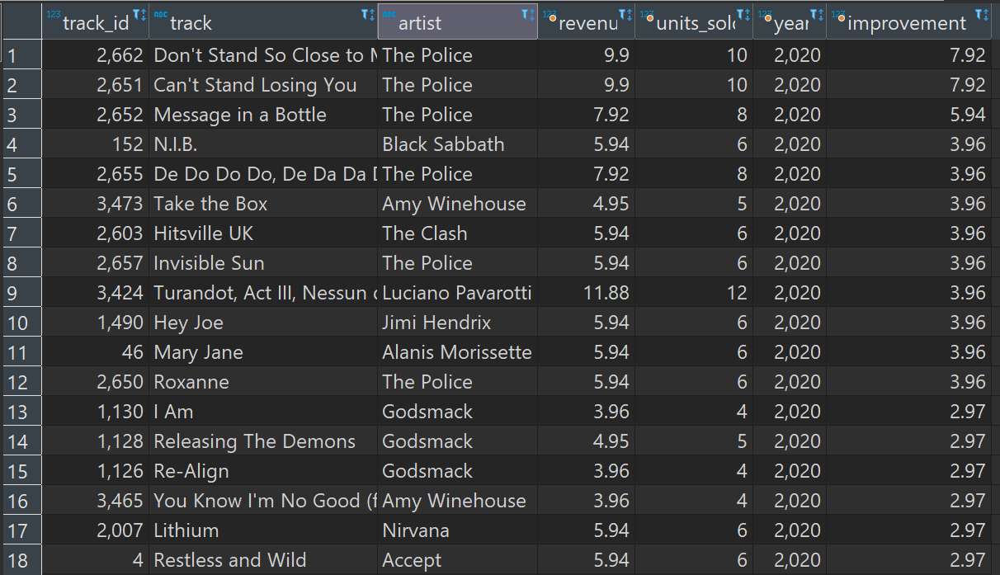 123 track_id ABC track ABC artist 123 revenu 123 units_sol 123 year 123 improvement
1 2,662 Don't Stand So Close to M The Police 9.9 10 2,020 7.92
2 2,651 Can't Stand Losing You The Police 9.9 10 2,020 7.92
3 2,652 Message in a Bottle The Police 7.92 8 2,020 5.94
4 152 N.I.B. Black Sabbath 5.94 6 2,020 3.96
5 2,655 De Do Do Do, De Da Da D The Police 7.92 8 2,020 3.96
6 3,473 Take the Box Amy Winehouse 4.95 5 2,020 3.96
7 2,603 Hitsville UK The Clash 5.94 6 2,020 3.96
8 2,657 Invisible Sun The Police 5.94 6 2,020 3.96
9 3,424 Turandot, Act III, Nessun d Luciano Pavarotti 11.88 12 2,020 3.96
10 1,490 Hey Joe Jimi Hendrix 5.94 6 2,020 3.96
11 46 Mary Jane Alanis Morissette 5.94 6 2,020 3.96
12 2,650 Roxanne The Police 5.94 6 2,020 3.96
13 1,130 I Am Godsmack 3.96 4 2,020 2.97
14 1,128 Releasing The Demons Godsmack 4.95 5 2,020 2.97
15 1,126 Re-Align Godsmack 3.96 4 2,020 2.97
16 3,465 You Know I'm No Good (f Amy Winehouse 3.96 4 2,020 2.97
17 2,007 Lithium Nirvana 5.94 6 2,020 2.97
18 4 Restless and Wild Accept 5.94 6 2,020 2.97